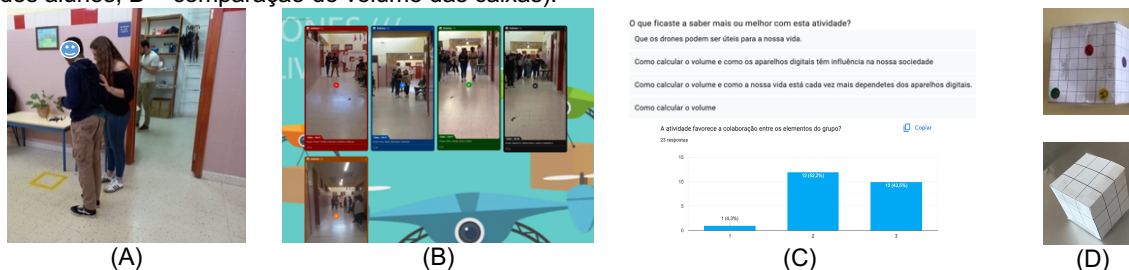 dos alunos; D – comparação do volume das caixas).
O que ficaste a saber mais ou melhor com esta atividade?
Que os drones podem ser úteis para a nossa vida.
Como calcular o volume e como os aparelhos digitais têm influência na nossa sociedade
Como calcular o volume e como a nossa vida está cada vez mais dependetes dos aparelhos digitais.
Como calcular o volume
A atividade favorece a colaboração entre os elementos do grupo?
Copiar
23 respostas
15
10
5
0
1 (4,3%)
12 (52,2%)
10 (43,5%)
1
2
3
(A)
(B)
(C)
(D)